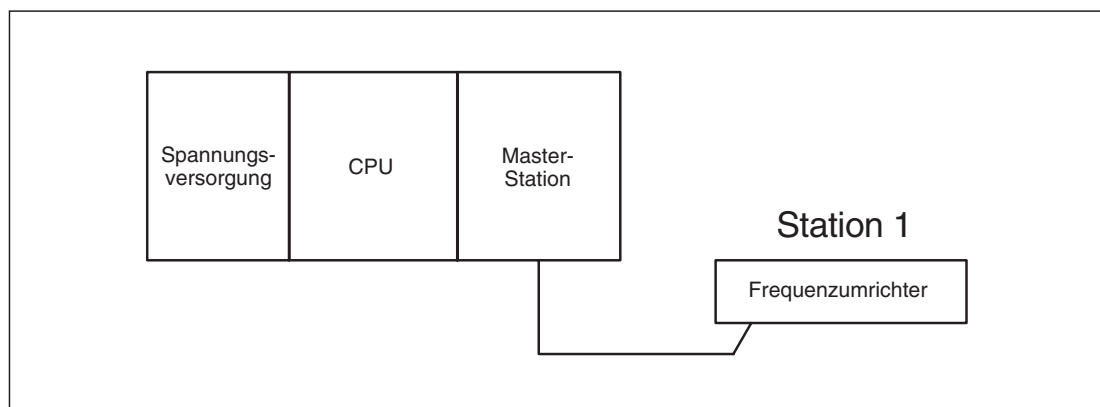 Spannungs-
versorgung
CPU
Master-
Station
Station 1
Frequenzumrichter